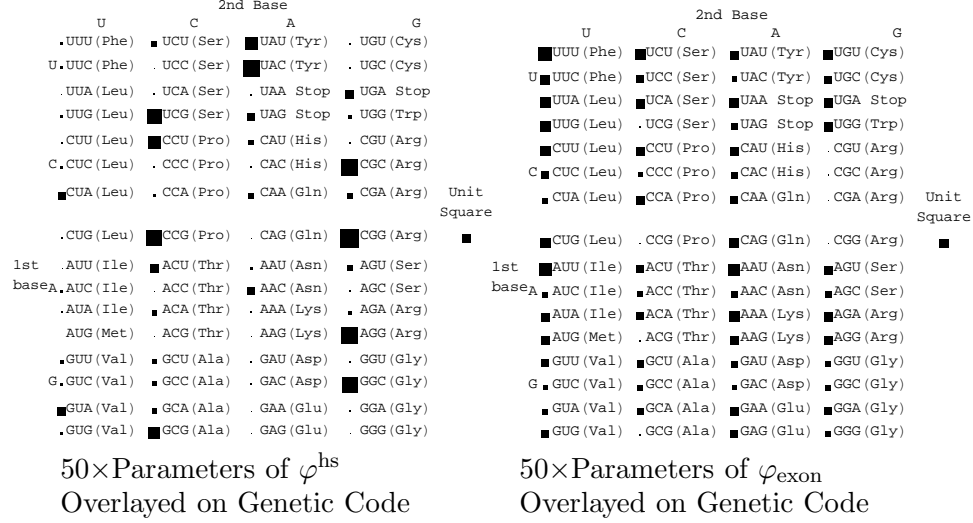 2nd Base
U C A G
UUU(Phe) UCU(Ser) UAU(Tyr) UGU(Cys)
U UUC(Phe) UCC(Ser) UAC(Tyr) UGC(Cys)
UUA(Leu) UCA(Ser) UAA Stop UGA Stop
UUG(Leu) UCG(Ser) UAG Stop UGG(Trp)
CUU(Leu) CCU(Pro) CAU(His) CGU(Arg)
C CUC(Leu) CCC(Pro) CAC(His) CGC(Arg)
CUA(Leu) CCA(Pro) CAA(Gln) CGA(Arg)
Unit
Square
CUG(Leu) CCG(Pro) CAG(Gln) CGG(Arg)
1st AUU(Ile) ACU(Thr) AAU(Asn) AGU(Ser)
base A AUC(Ile) ACC(Thr) AAC(Asn) AGC(Ser)
AUA(Ile) ACA(Thr) AAA(Lys) AGA(Arg)
AUG(Met) ACG(Thr) AAG(Lys) AGG(Arg)
GUU(Val) GCU(Ala) GAU(Asp) GGU(Gly)
G GUC(Val) GCC(Ala) GAC(Asp) GGC(Gly)
GUA(Val) GCA(Ala) GAA(Glu) GGA(Gly)
GUG(Val) GCG(Ala) GAG(Glu) GGG(Gly)
50×Parameters of φ^hs
Overlayed on Genetic Code
2nd Base
U C A G
UUU(Phe) UCU(Ser) UAU(Tyr) UGU(Cys)
U UUC(Phe) UCC(Ser) UAC(Tyr) UGC(Cys)
UUA(Leu) UCA(Ser) UAA Stop UGA Stop
UUG(Leu) UCG(Ser) UAG Stop UGG(Trp)
CUU(Leu) CCU(Pro) CAU(His) CGU(Arg)
C CUC(Leu) CCC(Pro) CAC(His) CGC(Arg)
CUA(Leu) CCA(Pro) CAA(Gln) CGA(Arg)
Unit
Square
CUG(Leu) CCG(Pro) CAG(Gln) CGG(Arg)
1st AUU(Ile) ACU(Thr) AAU(Asn) AGU(Ser)
base A AUC(Ile) ACC(Thr) AAC(Asn) AGC(Ser)
AUA(Ile) ACA(Thr) AAA(Lys) AGA(Arg)
AUG(Met) ACG(Thr) AAG(Lys) AGG(Arg)
GUU(Val) GCU(Ala) GAU(Asp) GGU(Gly)
G GUC(Val) GCC(Ala) GAC(Asp) GGC(Gly)
GUA(Val) GCA(Ala) GAA(Glu) GGA(Gly)
GUG(Val) GCG(Ala) GAG(Glu) GGG(Gly)
50×Parameters of φ_exon
Overlayed on Genetic Code